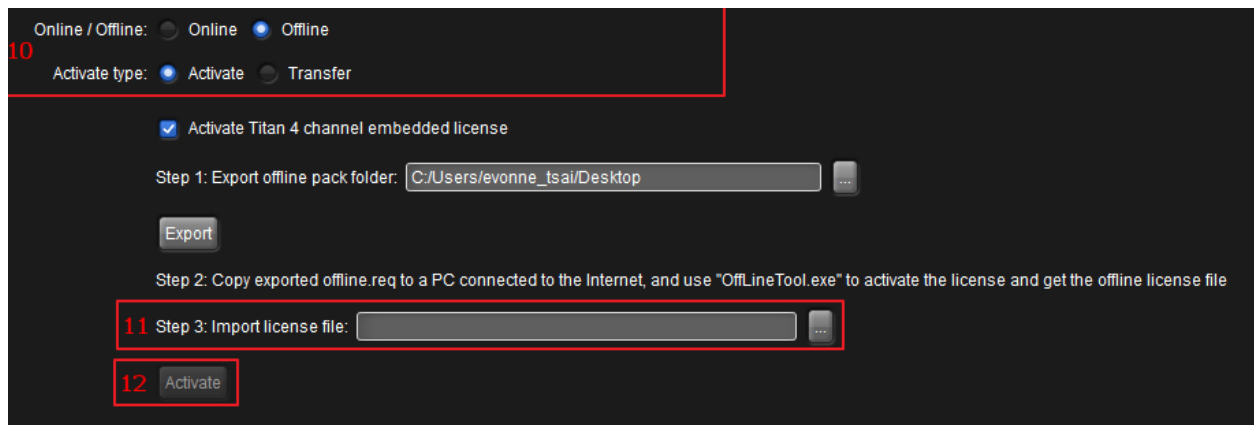 Online / Offline: Online Offline
10
Activate type: Activate Transfer
Activate Titan 4 channel embedded license
Step 1: Export offline pack folder: C:/Users/evonne_tsai/Desktop ...
Export
Step 2: Copy exported offline.req to a PC connected to the Internet, and use "OffLineTool.exe" to activate the license and get the offline license file
11 Step 3: Import license file: ...
12 Activate